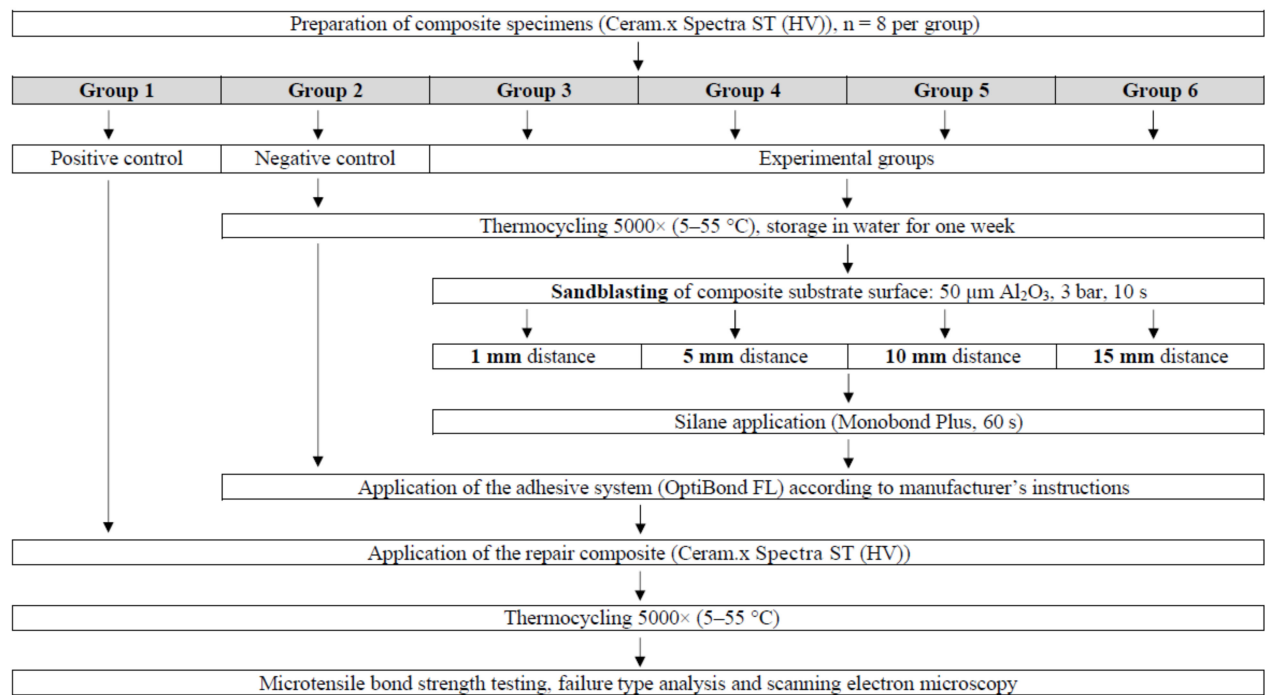 Preparation of composite specimens (Ceram.x Spectra ST (HV)), n = 8 per group)
Group 1 Group 2 Group 3 Group 4 Group 5 Group 6
Positive control Negative control Experimental groups
Thermocycling 5000× (5–55 °C), storage in water for one week
Sandblasting of composite substrate surface: 50 μm Al₂O₃, 3 bar, 10 s
1 mm distance 5 mm distance 10 mm distance 15 mm distance
Silane application (Monobond Plus, 60 s)
Application of the adhesive system (OptiBond FL) according to manufacturer’s instructions
Application of the repair composite (Ceram.x Spectra ST (HV))
Thermocycling 5000× (5–55 °C)
Microtensile bond strength testing, failure type analysis and scanning electron microscopy